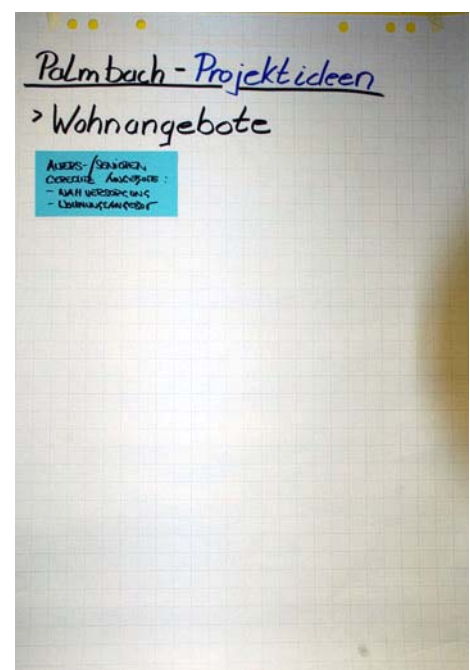 Palmbach - Projektideen
> Wohnangebote
ALTERS-/SENIOREN
GERECHTE ANGEBOTE :
- NAHVERSORGUNG
- WOHNUNGSANGEBOT